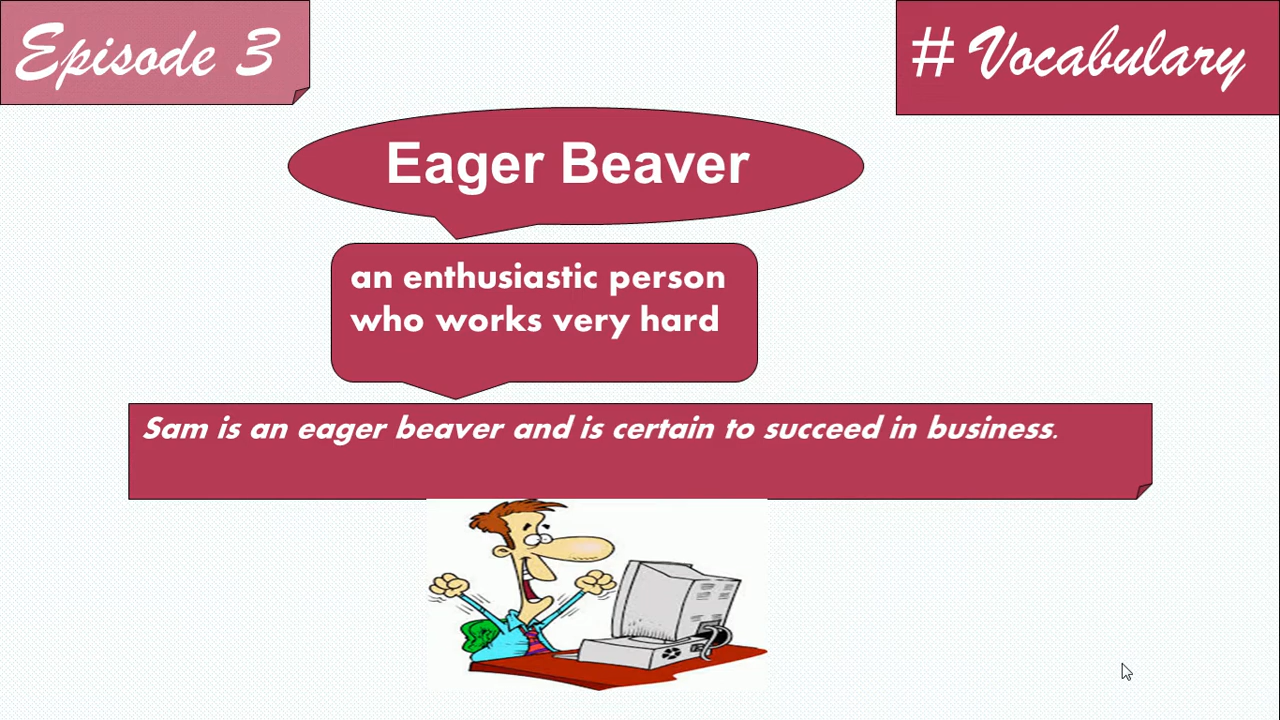 Episode 3
# Vocabulary
Eager Beaver
an enthusiastic person
who works very hard
Sam is an eager beaver and is certain to succeed in business.